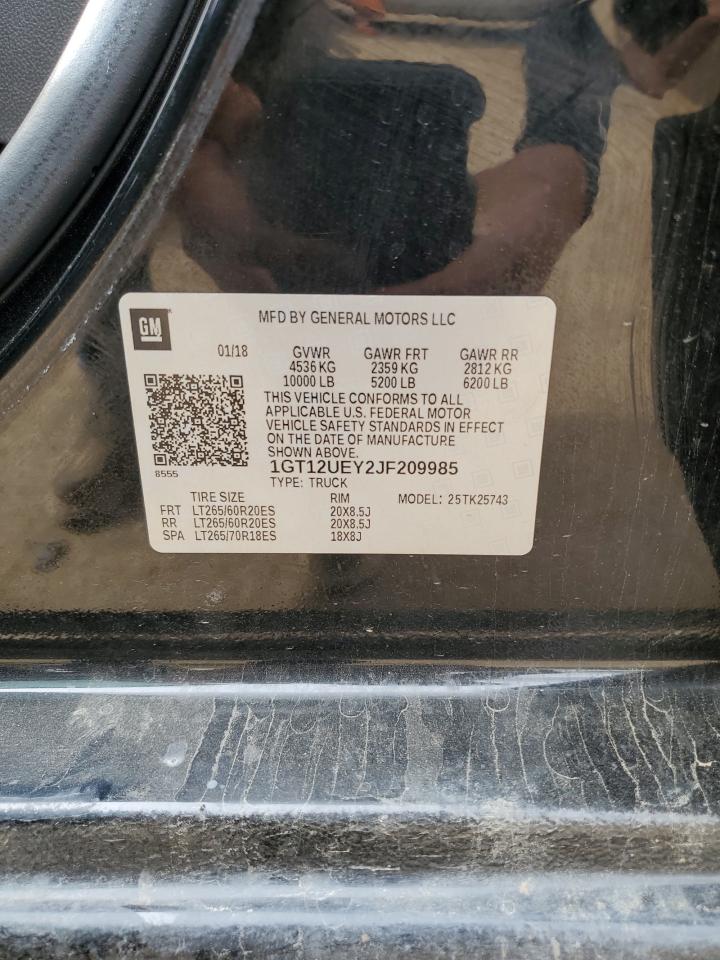 GM
MFD BY GENERAL MOTORS LLC
01/18 GVWR GAWR FRT GAWR RR
4536 KG 2359 KG 2812 KG
10000 LB 5200 LB 6200 LB
THIS VEHICLE CONFORMS TO ALL
APPLICABLE U.S. FEDERAL MOTOR
VEHICLE SAFETY STANDARDS IN EFFECT
ON THE DATE OF MANUFACTURE
SHOWN ABOVE.
8555
1GT12UEY2JF209985
TYPE: TRUCK
TIRE SIZE RIM MODEL: 25TK25743
FRT LT265/60R20ES 20X8.5J
RR LT265/60R20ES 20X8.5J
SPA LT265/70R18ES 18X8J